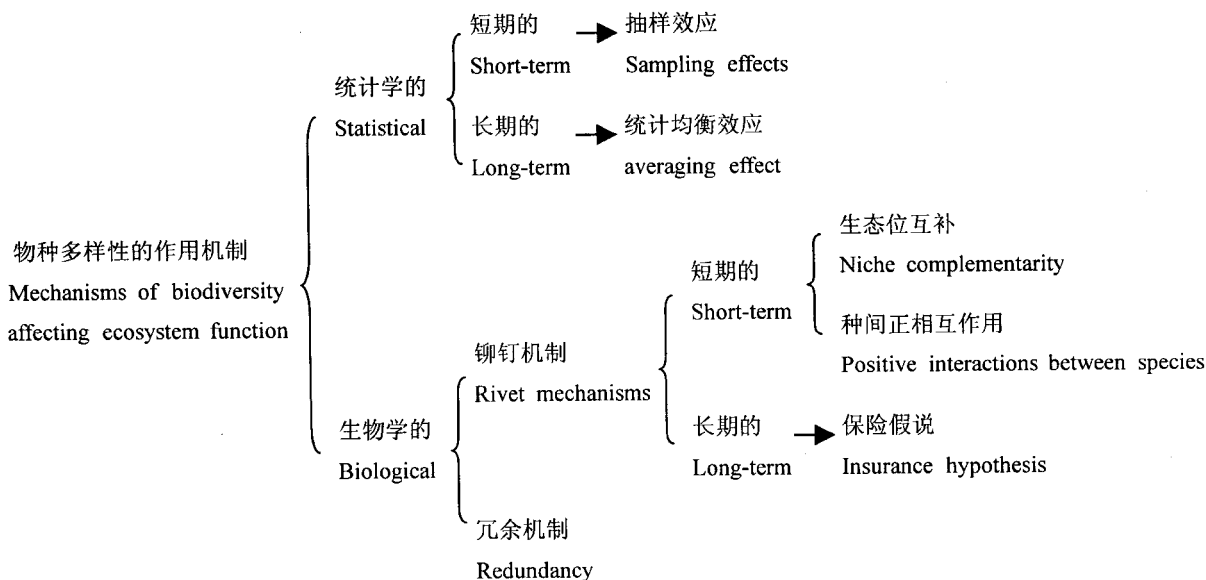 短期的
Short-term
抽样效应
Sampling effects
统计学的
Statistical
长期的
Long-term
统计均衡效应
averaging effect
物种多样性的作用机制
Mechanisms of biodiversity
affecting ecosystem function
生态位互补
Niche complementarity
短期的
Short-term
种间正相互作用
Positive interactions between species
铆钉机制
Rivet mechanisms
长期的
Long-term
保险假说
Insurance hypothesis
生物学的
Biological
冗余机制
Redundancy